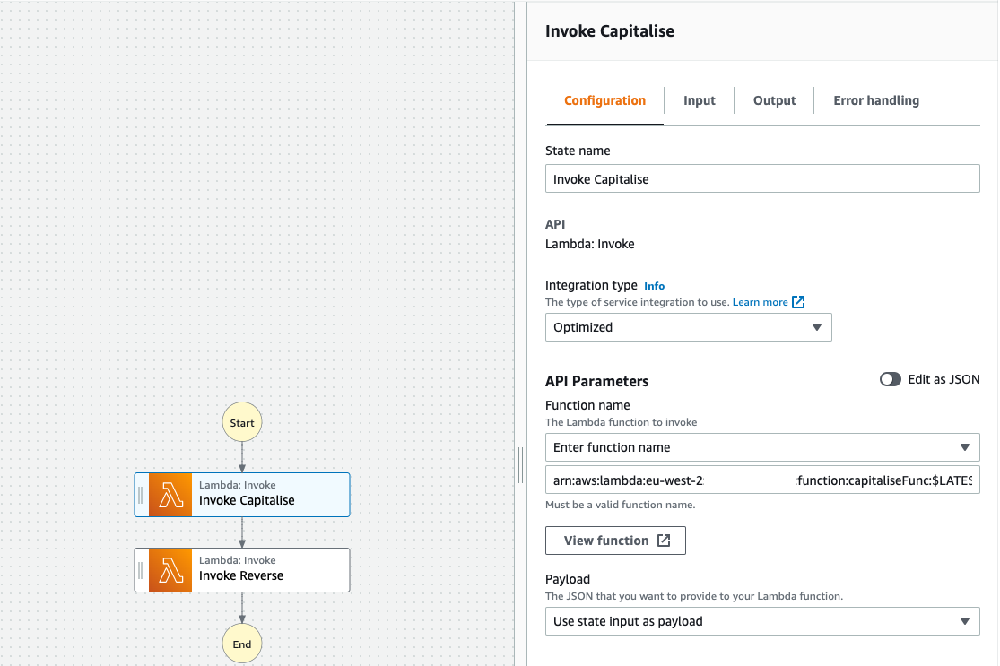 Start
Lambda: Invoke
Invoke Capitalise
Lambda: Invoke
Invoke Reverse
End
Invoke Capitalise
Configuration Input Output Error handling
State name
Invoke Capitalise
API
Lambda: Invoke
Integration type Info
The type of service integration to use. Learn more
Optimized
API Parameters Edit as JSON
Function name
The Lambda function to invoke
Enter function name
arn:aws:lambda:eu-west-2: :function:capitaliseFunc:$LATES
Must be a valid function name.
View function
Payload
The JSON that you want to provide to your Lambda function.
Use state input as payload